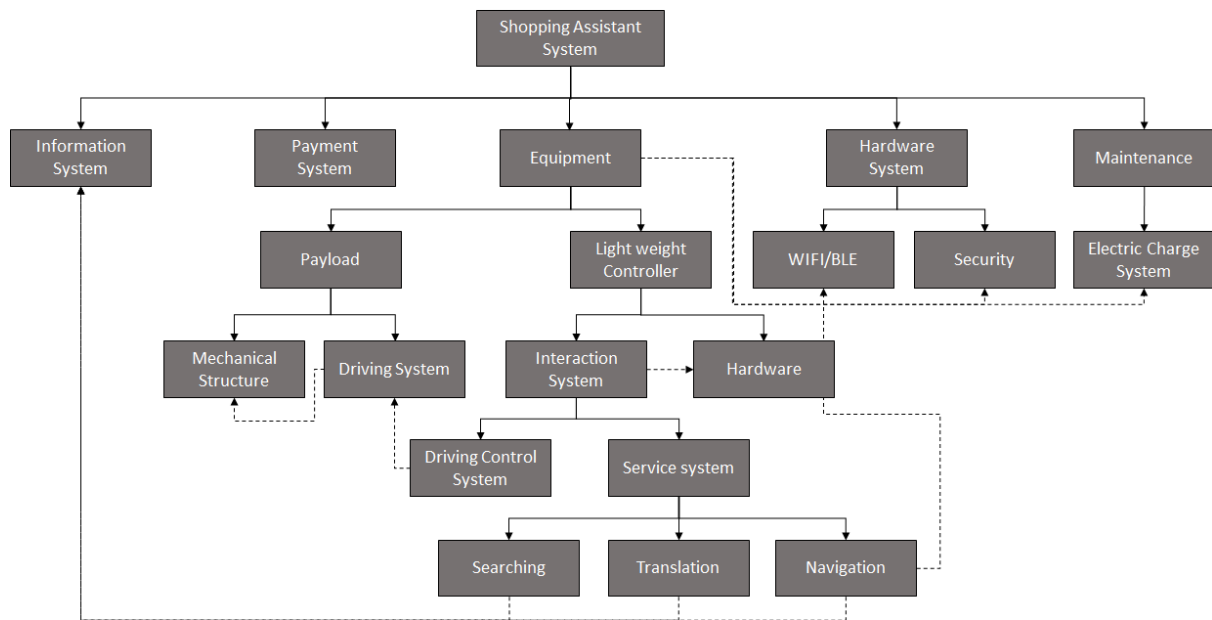 Shopping Assistant
System
Information
System
Payment
System
Equipment
Hardware
System
Maintenance
Payload
Light weight
Controller
WIFI/BLE
Security
Electric Charge
System
Mechanical
Structure
Driving System
Interaction
System
Hardware
Driving Control
System
Service system
Searching
Translation
Navigation